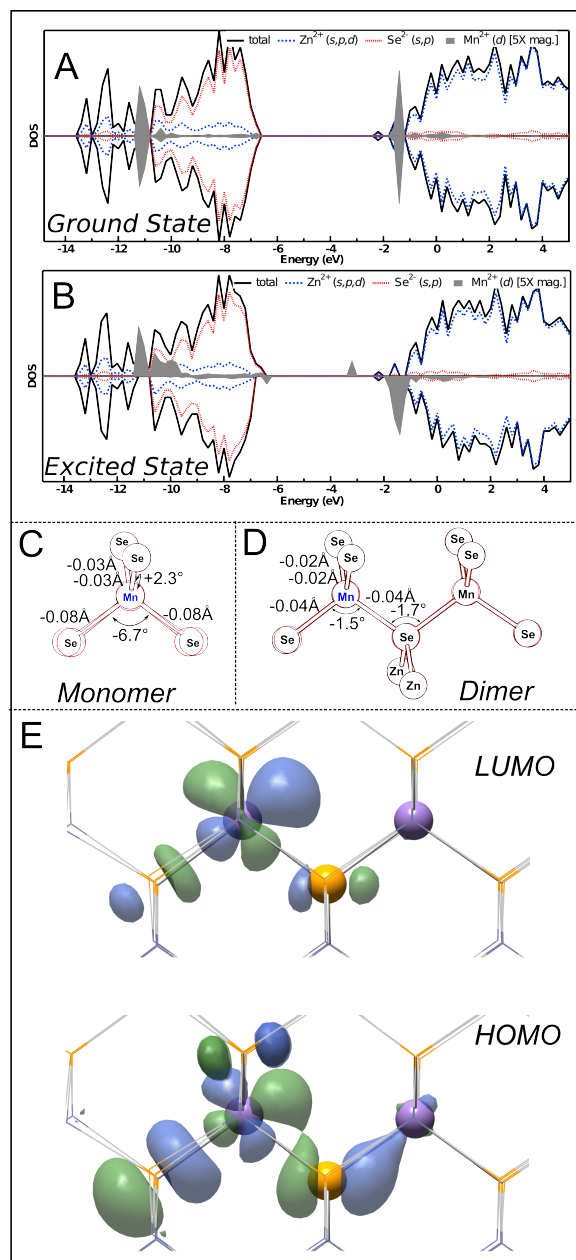 A
total Zn²⁺ (s,p,d) Se²⁻ (s,p) Mn²⁺ (d) [5X mag.]
DOS
Ground State
-14 -12 -10 -8 -6 -4 -2 0 2 4
Energy (eV)
B
total Zn²⁺ (s,p,d) Se²⁻ (s,p) Mn²⁺ (d) [5X mag.]
DOS
Excited State
-14 -12 -10 -8 -6 -4 -2 0 2 4
Energy (eV)
C
Se
Se
-0.03Å
-0.03Å
+2.3°
Mn
-0.08Å
-0.08Å
-6.7°
Se
Se
Monomer
D
Se
Se
-0.02Å
-0.02Å
Mn
-0.04Å
-0.04Å
-1.5°
-1.7°
Se
Se
Se
Se
Mn
Se
Zn
Zn
Dimer
E
LUMO
HOMO